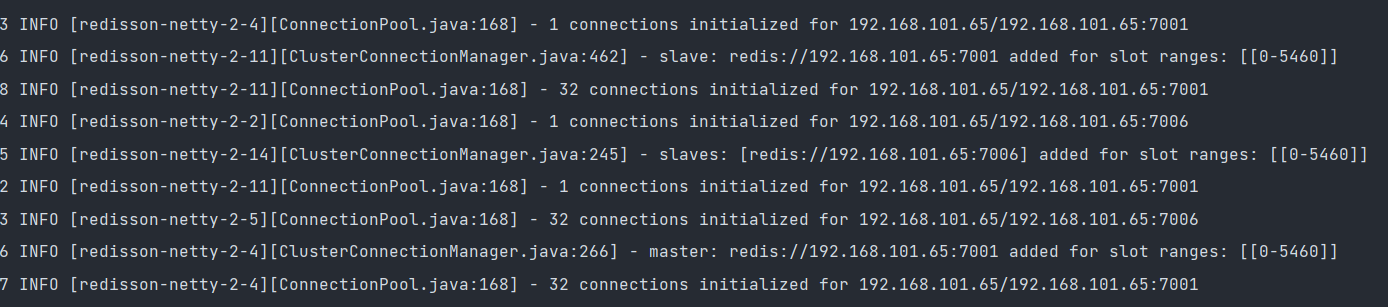 3 INFO [redisson-netty-2-4][ConnectionPool.java:168] - 1 connections initialized for 192.168.101.65/192.168.101.65:7001
6 INFO [redisson-netty-2-11][ClusterConnectionManager.java:462] - slave: redis://192.168.101.65:7001 added for slot ranges: [[0-5460]]
8 INFO [redisson-netty-2-11][ConnectionPool.java:168] - 32 connections initialized for 192.168.101.65/192.168.101.65:7001
4 INFO [redisson-netty-2-2][ConnectionPool.java:168] - 1 connections initialized for 192.168.101.65/192.168.101.65:7006
5 INFO [redisson-netty-2-14][ClusterConnectionManager.java:245] - slaves: [redis://192.168.101.65:7006] added for slot ranges: [[0-5460]]
2 INFO [redisson-netty-2-11][ConnectionPool.java:168] - 1 connections initialized for 192.168.101.65/192.168.101.65:7001
3 INFO [redisson-netty-2-5][ConnectionPool.java:168] - 32 connections initialized for 192.168.101.65/192.168.101.65:7006
6 INFO [redisson-netty-2-4][ClusterConnectionManager.java:266] - master: redis://192.168.101.65:7001 added for slot ranges: [[0-5460]]
7 INFO [redisson-netty-2-4][ConnectionPool.java:168] - 32 connections initialized for 192.168.101.65/192.168.101.65:7001